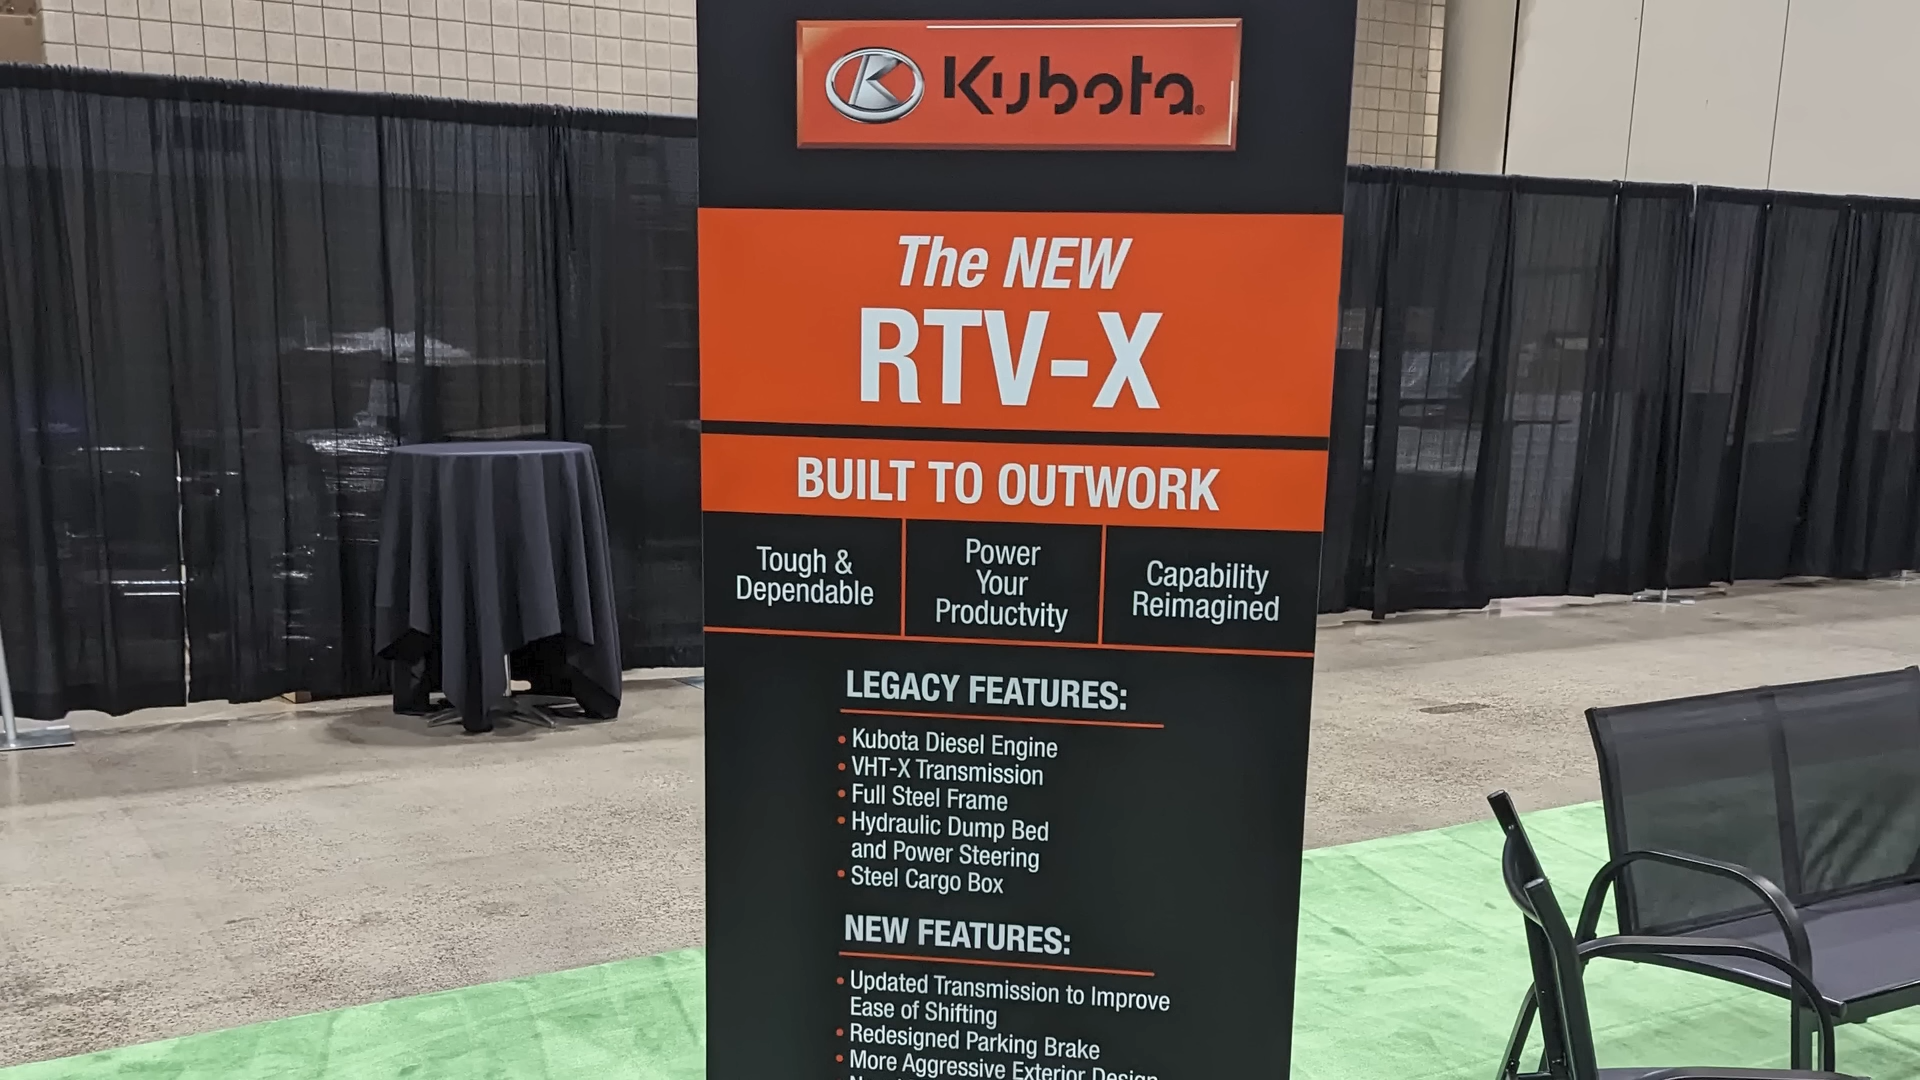 Kubota
The NEW
RTV-X
BUILT TO OUTWORK
Tough &
Dependable
Power
Your
Productvity
Capability
Reimagined
LEGACY FEATURES:
• Kubota Diesel Engine
• VHT-X Transmission
• Full Steel Frame
• Hydraulic Dump Bed
and Power Steering
• Steel Cargo Box
NEW FEATURES:
• Updated Transmission to Improve
Ease of Shifting
• Redesigned Parking Brake
• More Aggressive Exterior Design